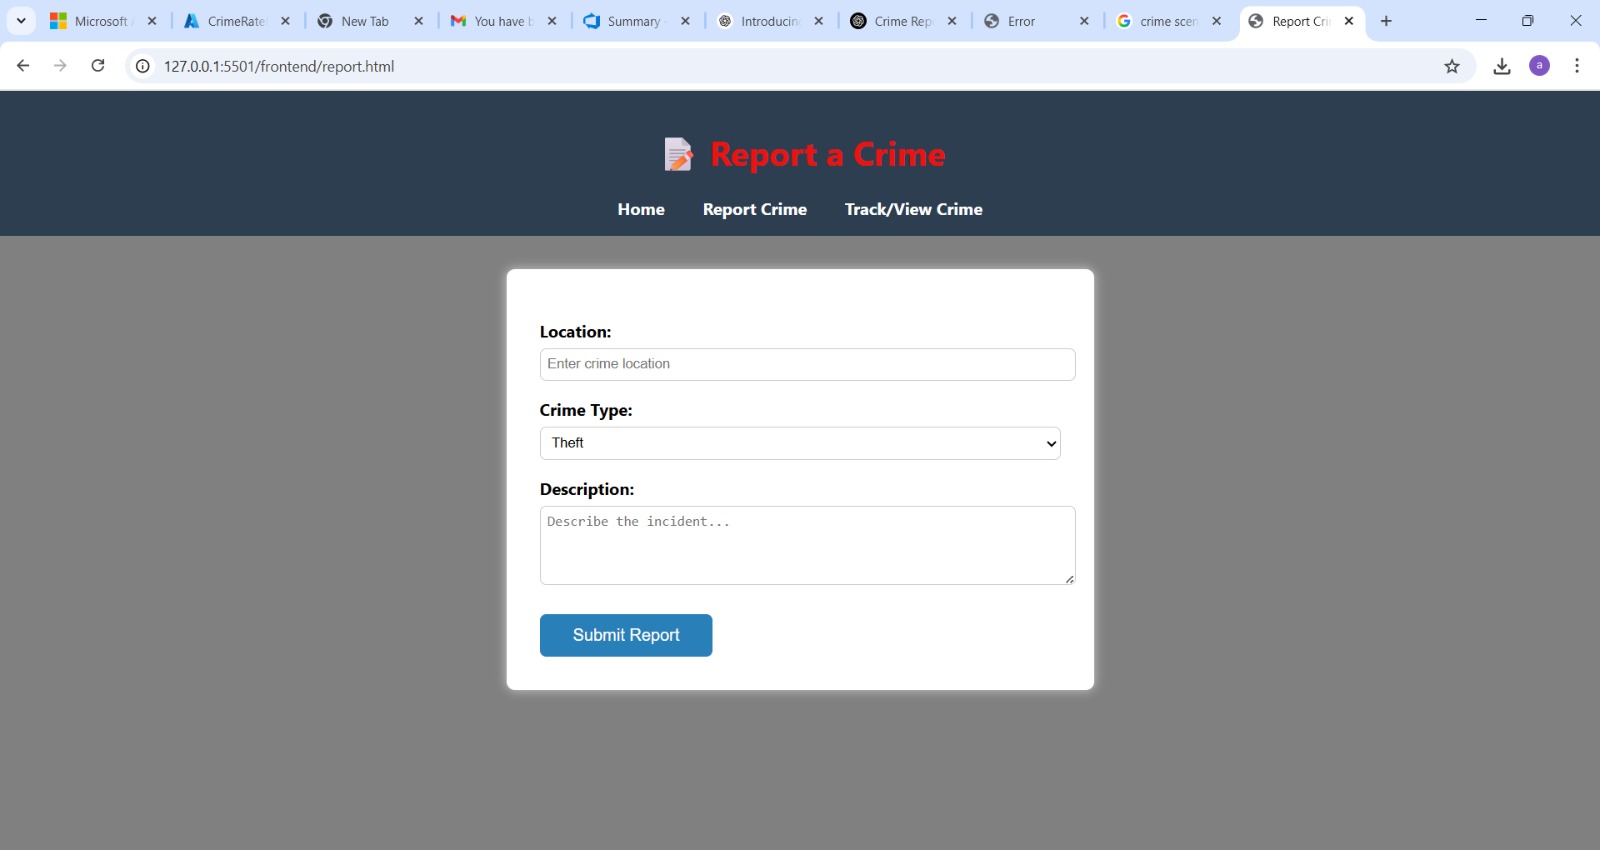 Microsoft
CrimeRate
New Tab
You have b
Summary -
Introducing
Crime Rep
Error
crime scen
Report Cri
127.0.0.1:5501/frontend/report.html
a
Report a Crime
Home Report Crime Track/View Crime
Location:
Enter crime location
Crime Type:
Theft
Description:
Describe the incident...
Submit Report